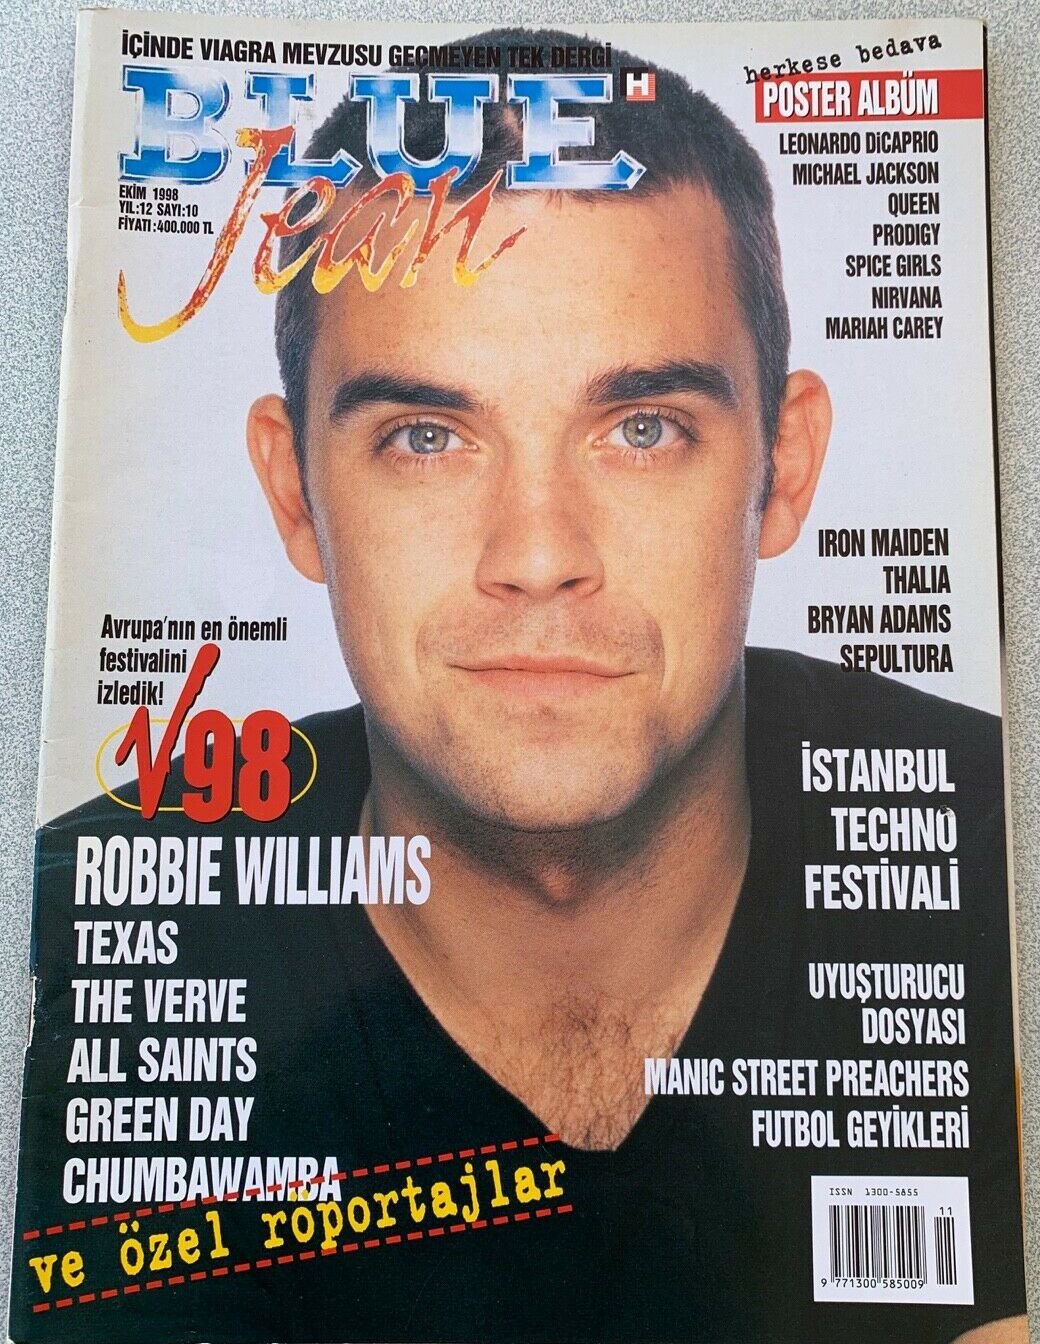 İÇİNDE VIAGRA MEVZUSU GEÇMEYEN TEK DERGİ
BLUE
Jean
H
EKİM 1998
YIL:12 SAYI:10
FİYATI:400.000 TL
herkese bedava
POSTER ALBÜM
LEONARDO DiCAPRIO
MICHAEL JACKSON
QUEEN
PRODIGY
SPICE GIRLS
NIRVANA
MARIAH CAREY
IRON MAIDEN
THALIA
BRYAN ADAMS
SEPULTURA
Avrupa'nın en önemli
festivalini
izledik!
V98
ROBBIE WILLIAMS
TEXAS
THE VERVE
ALL SAINTS
GREEN DAY
CHUMBAWAMBA
ve özel röportajlar
İSTANBUL
TECHNO
FESTİVALİ
UYUŞTURUCU
DOSYASI
MANIC STREET PREACHERS
FUTBOL GEYİKLERİ
ISSN 1300-5855
11
9 771300 585009